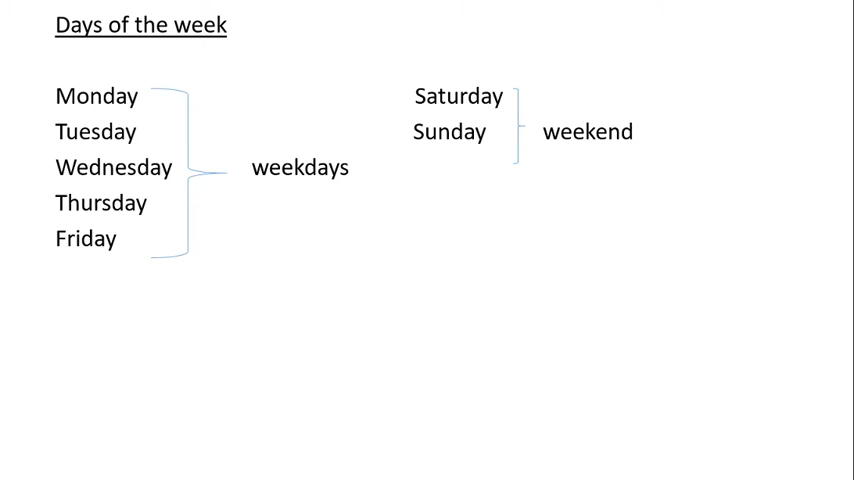 Days of the week
Monday
Tuesday
Wednesday
Thursday
Friday
weekdays
Saturday
Sunday
weekend